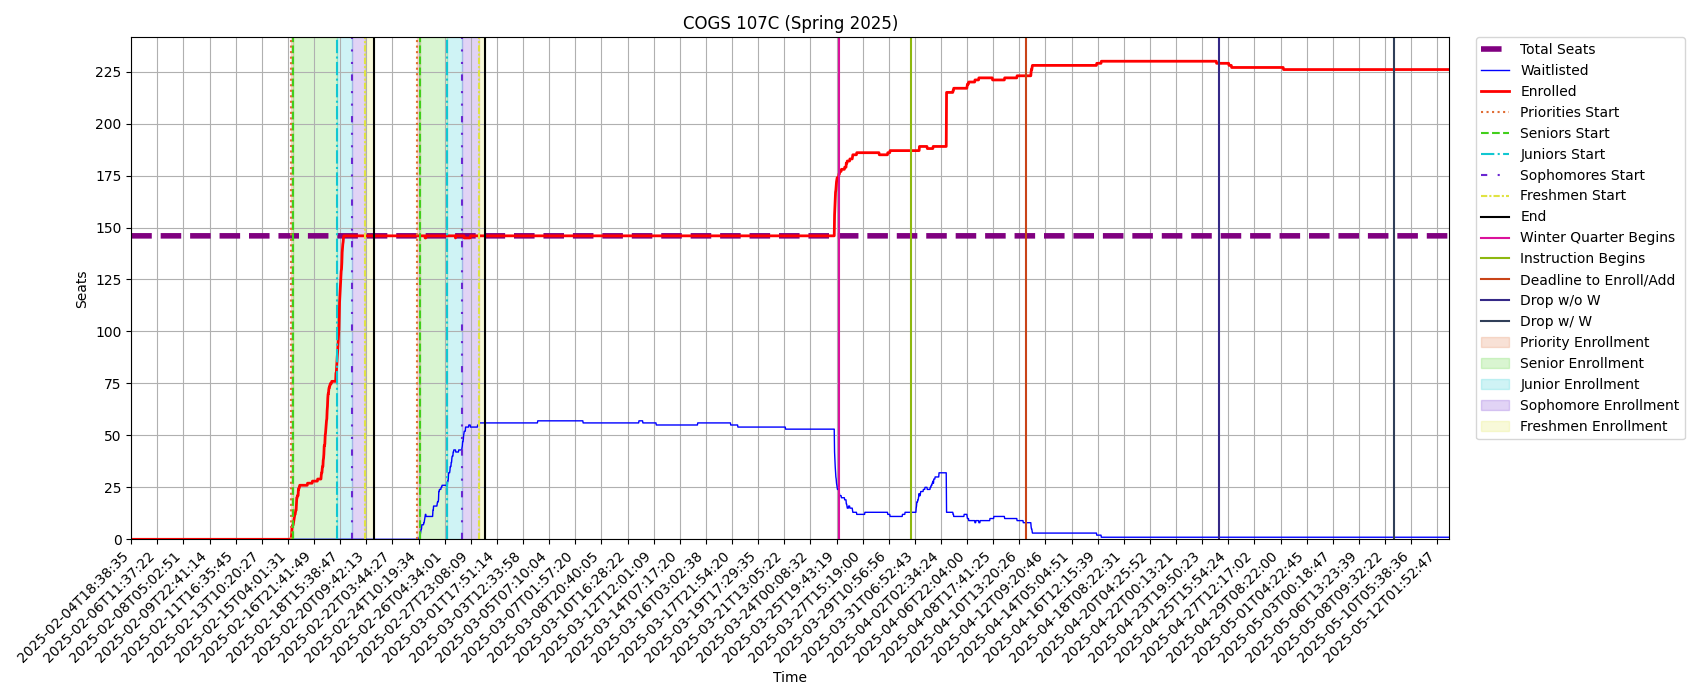 COGS 107C (Spring 2025)
Seats
225
200
175
150
125
100
75
50
25
0
2025-02-04T18:38:35
2025-02-06T11:37:22
2025-02-08T05:02:51
2025-02-09T22:41:14
2025-02-11T16:35:45
2025-02-13T10:20:27
2025-02-15T04:01:31
2025-02-16T21:41:49
2025-02-18T15:38:47
2025-02-20T09:42:13
2025-02-22T03:44:27
2025-02-24T04:19:34
2025-02-26T04:34:01
2025-02-27T23:08:09
2025-03-01T17:51:14
2025-03-03T12:33:58
2025-03-05T07:10:04
2025-03-07T01:57:20
2025-03-08T20:40:05
2025-03-10T16:28:22
2025-03-12T12:01:09
2025-03-14T07:17:20
2025-03-16T03:02:38
2025-03-17T21:54:20
2025-03-19T17:29:35
2025-03-21T13:05:22
2025-03-24T00:08:32
2025-03-25T19:43:19
2025-03-27T15:19:00
2025-03-29T10:56:56
2025-03-31T06:52:43
2025-04-02T02:34:24
2025-04-06T22:04:00
2025-04-08T17:41:25
2025-04-10T13:20:26
2025-04-12T09:20:46
2025-04-14T05:04:51
2025-04-16T12:15:39
2025-04-18T08:22:31
2025-04-20T04:25:52
2025-04-22T00:13:21
2025-04-23T19:50:23
2025-04-25T15:54:24
2025-04-27T12:17:02
2025-04-29T08:22:00
2025-05-01T04:22:45
2025-05-03T00:18:47
2025-05-06T13:23:39
2025-05-08T09:32:22
2025-05-10T05:38:36
2025-05-12T01:52:47
Time
Total Seats
Waitlisted
Enrolled
Priorities Start
Seniors Start
Juniors Start
Sophomores Start
Freshmen Start
End
Winter Quarter Begins
Instruction Begins
Deadline to Enroll/Add
Drop w/o W
Drop w/ W
Priority Enrollment
Senior Enrollment
Junior Enrollment
Sophomore Enrollment
Freshmen Enrollment